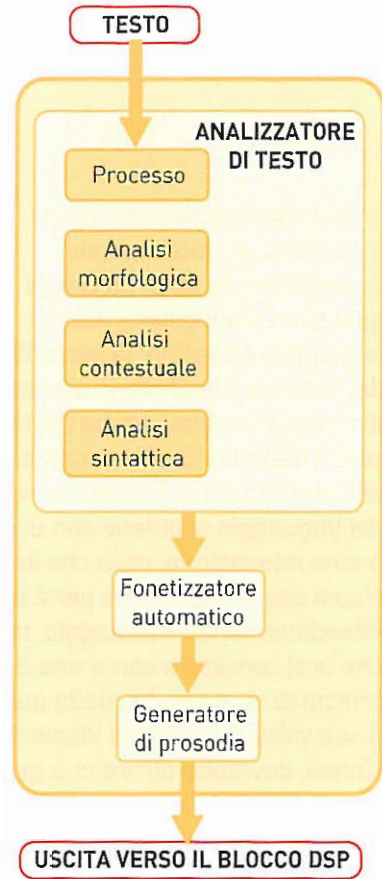 TESTO
ANALIZZATORE
DI TESTO
Processo
Analisi
morfologica
Analisi
contestuale
Analisi
sintattica
Fonetizzatore
automatico
Generatore
di prosodia
USCITA VERSO IL BLOCCO DSP